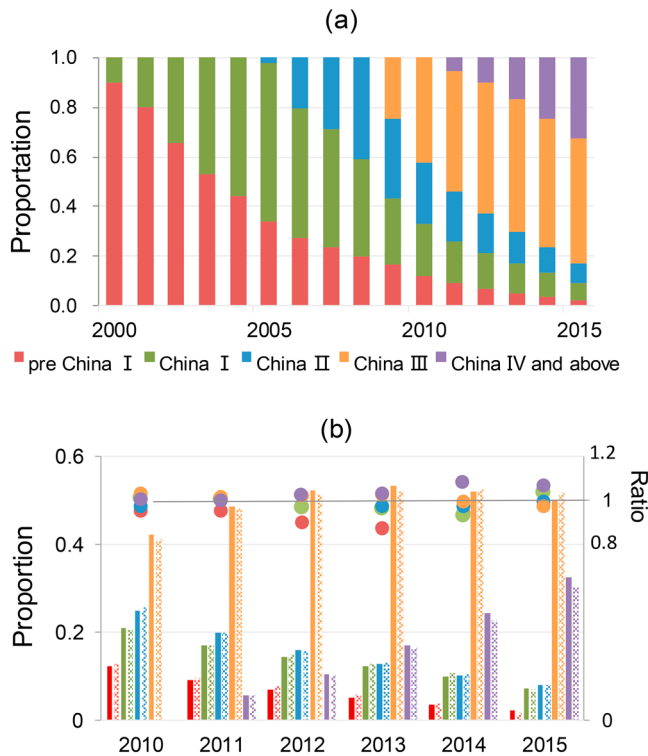 (a)
Proportation
1.0
0.8
0.6
0.4
0.2
0.0
2000 2005 2010 2015
pre China Ⅰ China Ⅰ China Ⅱ China Ⅲ China Ⅳ and above
(b)
Proportion
0.6
0.4
0.2
0
Ratio
1.2
1
0.8
0
2010 2011 2012 2013 2014 2015